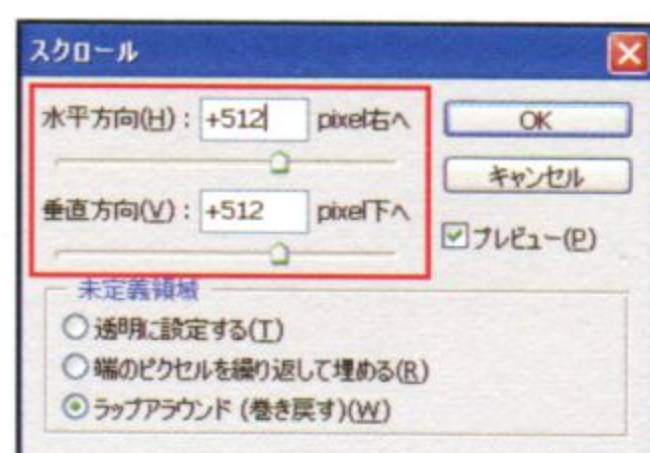 スクロール
水平方向(H): +512 pixel右へ
OK
キャンセル
垂直方向(V): +512 pixel下へ
プレビュー(P)
未定義領域
透明に設定する(T)
端のピクセルを繰り返して埋める(R)
ラップアラウンド (巻き戻す)(W)